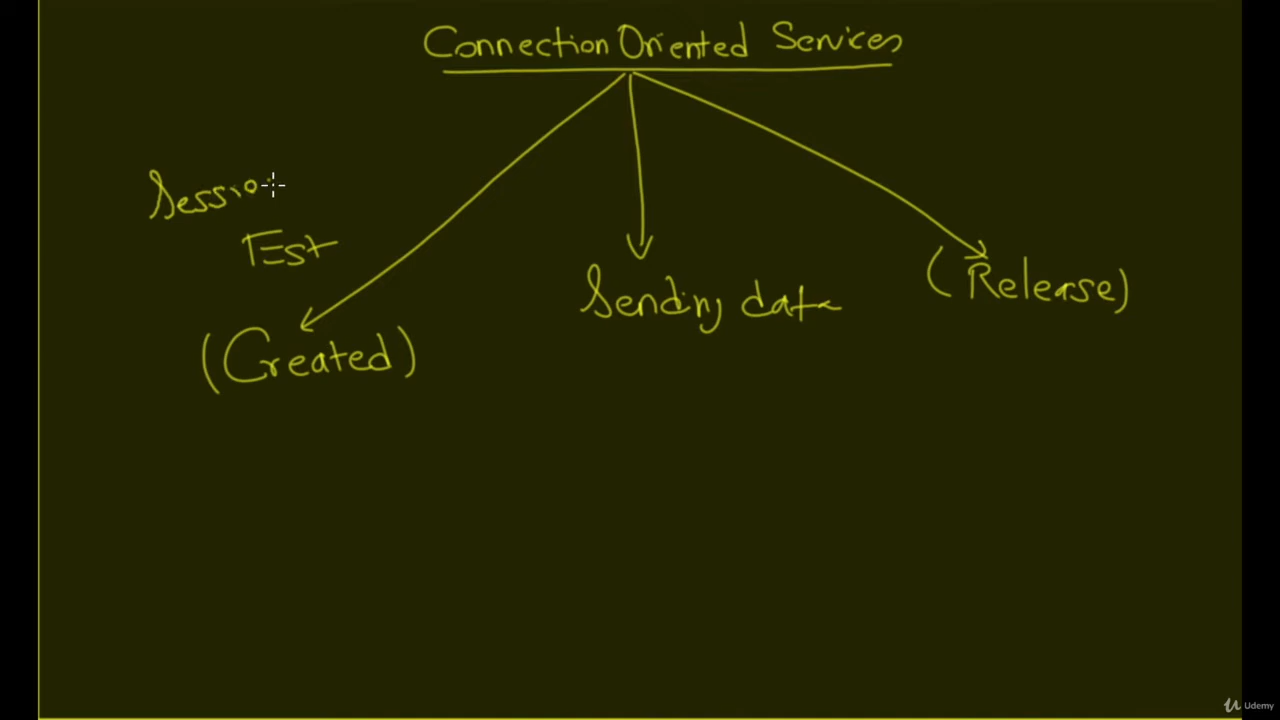 Connection Oriented Services
Sessio
Est
(Created)
Sending data
(Release)
Udemy